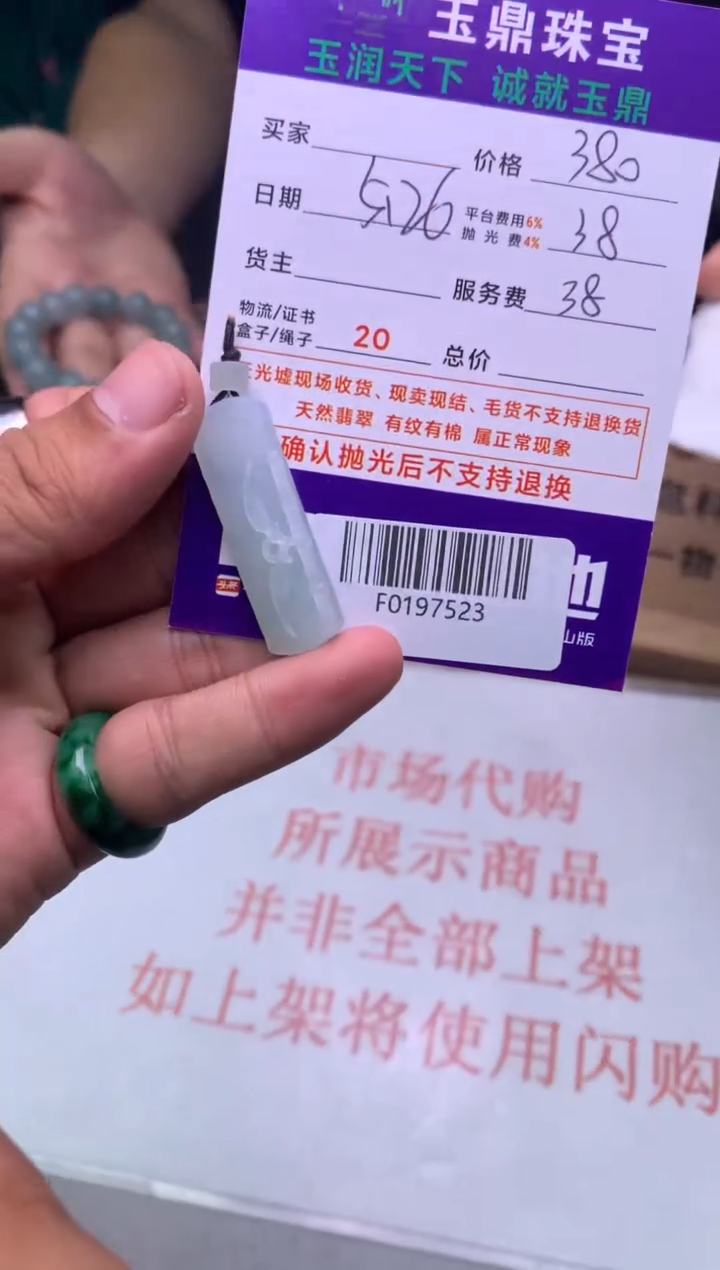 玉鼎珠宝
玉润天下 诚就玉鼎
买家 价格 380
日期 5.26 平台费用6% 抛光费4% 38
货主 服务费 38
物流/证书
盒子/绳子 20 总价
光墟现场收货、现卖现结、毛货不支持退换货
天然翡翠 有纹有棉 属正常现象
确认抛光后不支持退换
F0197523
山版
市场代购
所展示商品
并非全部上架
如上架将使用闪购
一物